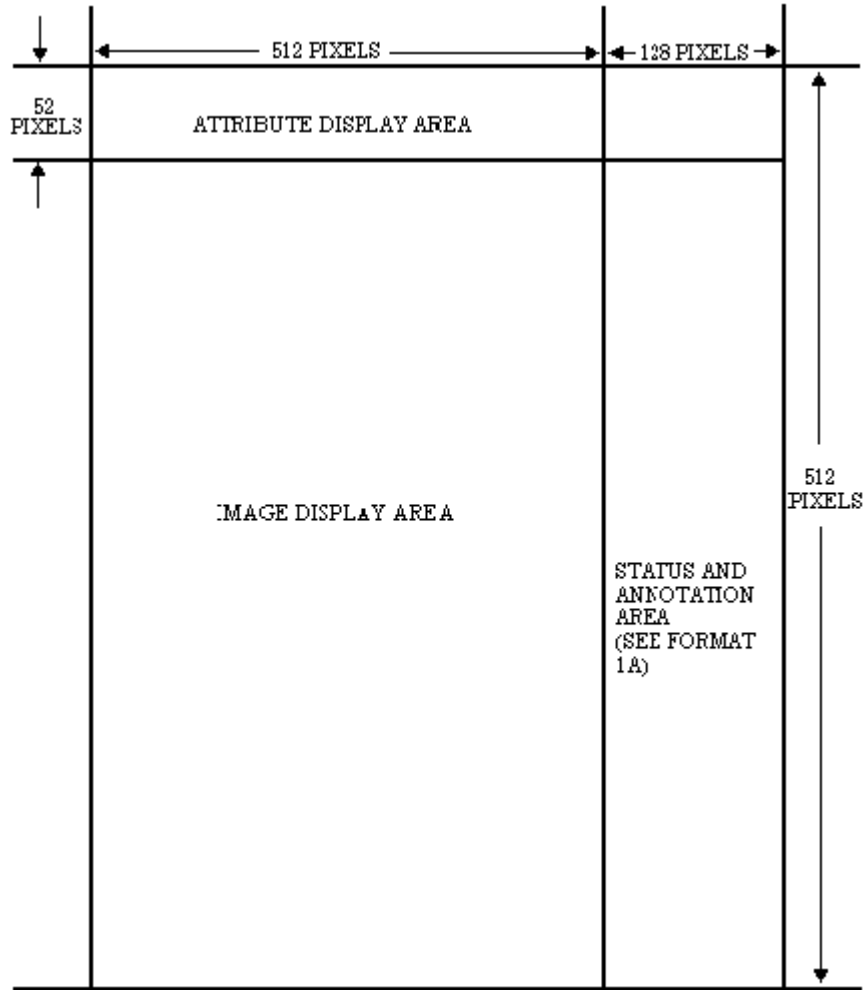 512 PIXELS
128 PIXELS
52
PIXELS
ATTRIBUTE DISPLAY AREA
512
PIXELS
IMAGE DISPLAY AREA
STATUS AND
ANNOTATION
AREA
(SEE FORMAT
1A)